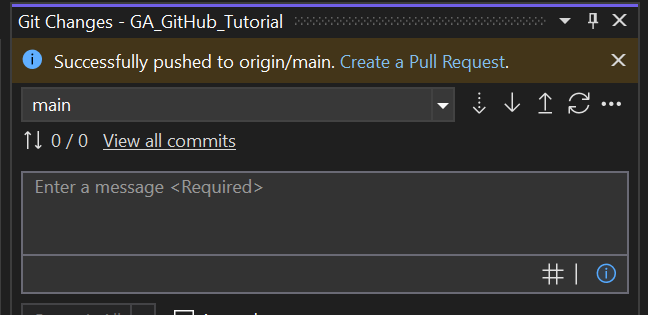 Git Changes - GA_GitHub_Tutorial
Successfully pushed to origin/main. Create a Pull Request.
main
0 / 0 View all commits
Enter a message <Required>